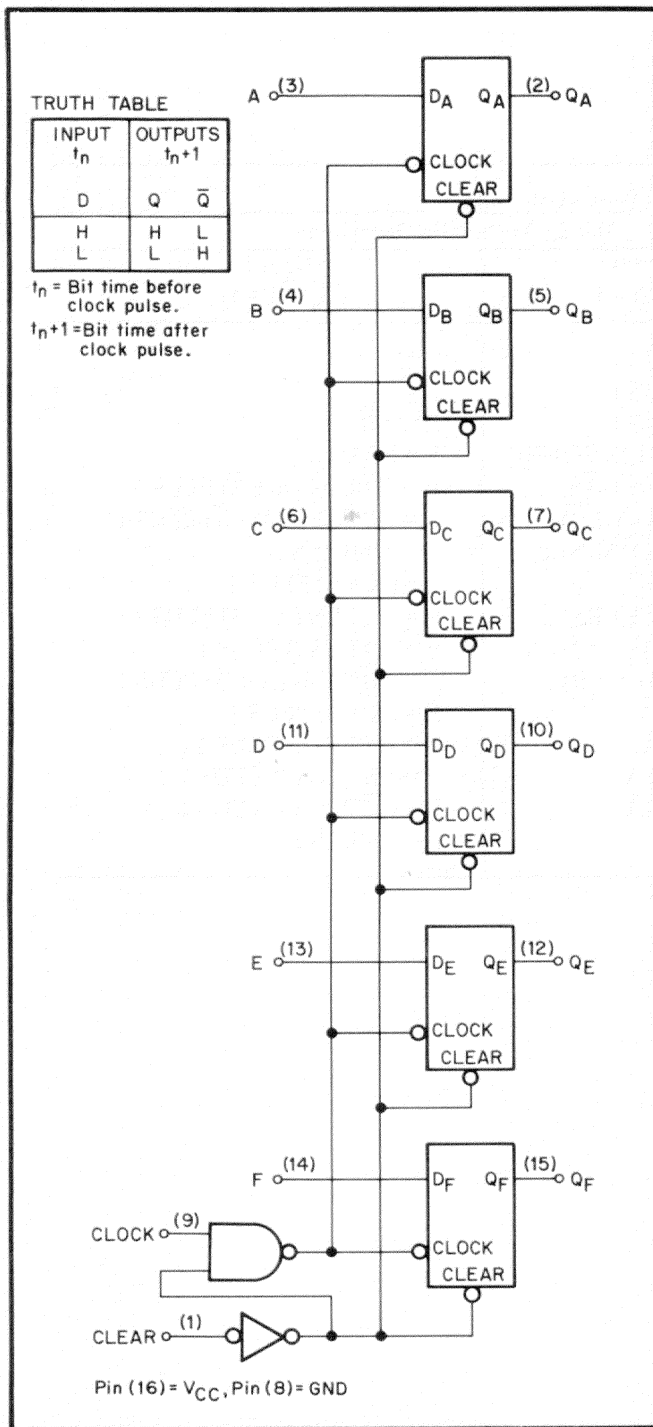 TRUTH TABLE
INPUT OUTPUTS
tn tn+1
D Q Q̄
H H L
L L H
tn = Bit time before
clock pulse.
tn+1 = Bit time after
clock pulse.
A (3) DA QA (2) QA
CLOCK
CLEAR
B (4) DB QB (5) QB
CLOCK
CLEAR
C (6) DC QC (7) QC
CLOCK
CLEAR
D (11) DD QD (10) QD
CLOCK
CLEAR
E (13) DE QE (12) QE
CLOCK
CLEAR
F (14) DF QF (15) QF
CLOCK (9) CLOCK
CLEAR
CLEAR (1)
Pin (16) = VCC, Pin (8) = GND